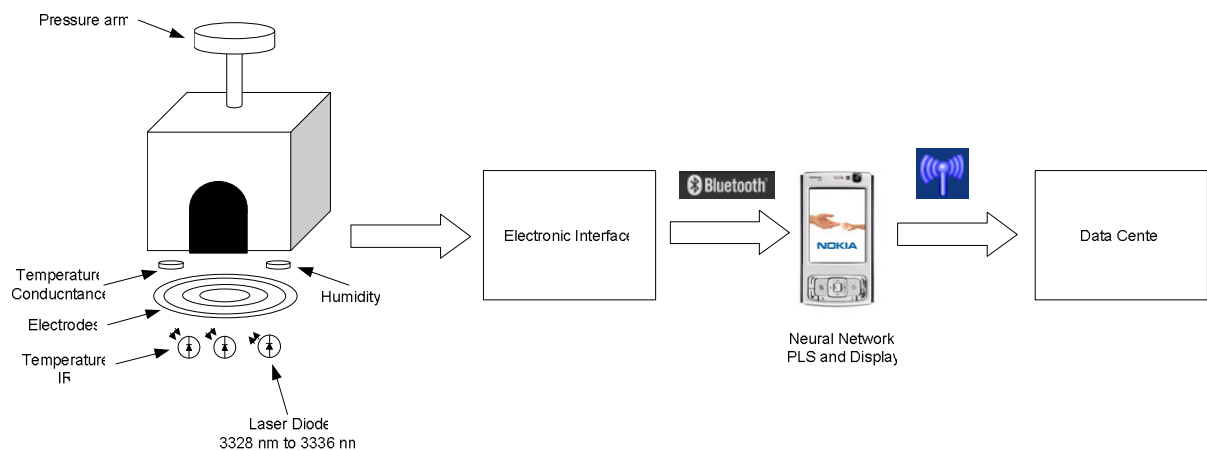 Pressure arm
Temperature
Conducntance
Humidity
Electrodes
Temperature
IR
Laser Diode
3328 nm to 3336 nm
Electronic Interface
Bluetooth
NOKIA
Neural Network
PLS and Display
Data Cente